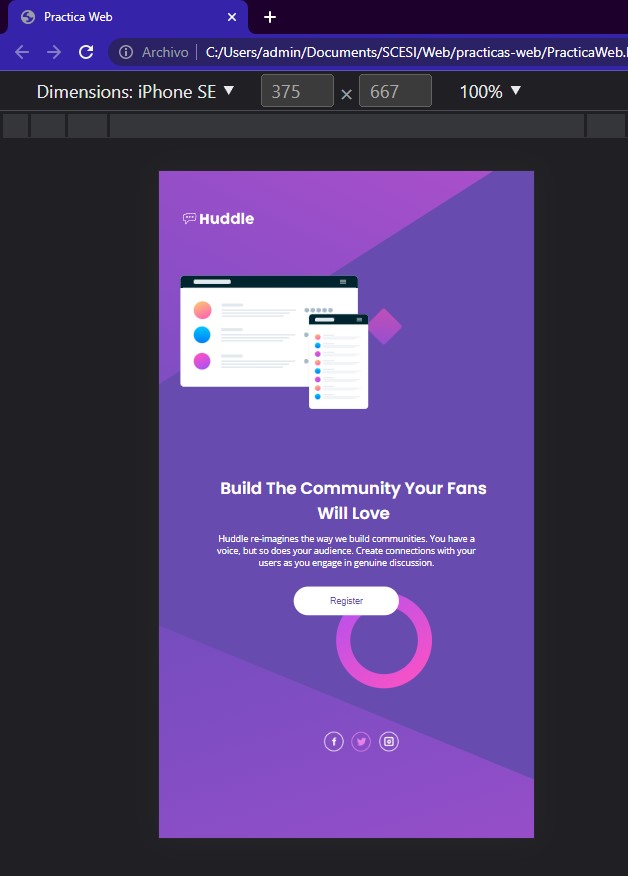 Practica Web
Archivo
C:/Users/admin/Documents/SCESI/Web/practicas-web/PracticaWeb.
Dimensions: iPhone SE
375 × 667
100%
Huddle
Build The Community Your Fans
Will Love
Huddle re-imagines the way we build communities. You have a
voice, but so does your audience. Create connections with your
users as you engage in genuine discussion.
Register